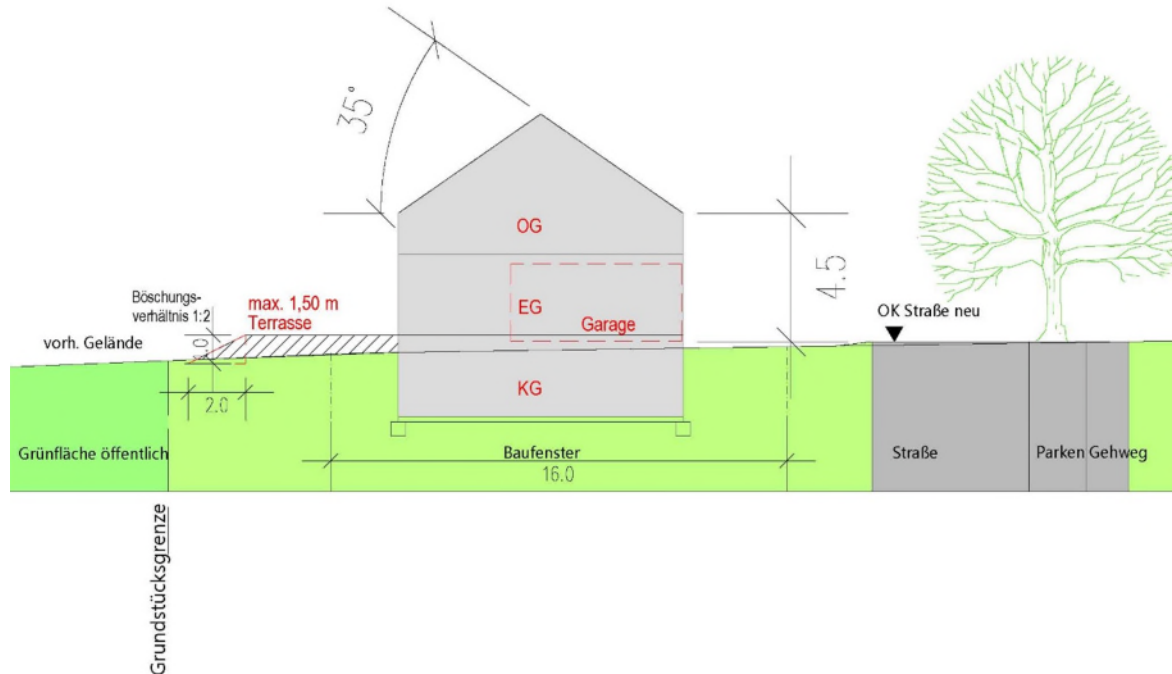 35°
OG
4.5
Böschungs-
verhältnis 1:2
max. 1,50 m
Terrasse
EG
Garage
OK Straße neu
vorh. Gelände
1.0
KG
2.0
Grünfläche öffentlich
Baufenster
16.0
Straße
Parken
Gehweg
Grundstücksgrenze